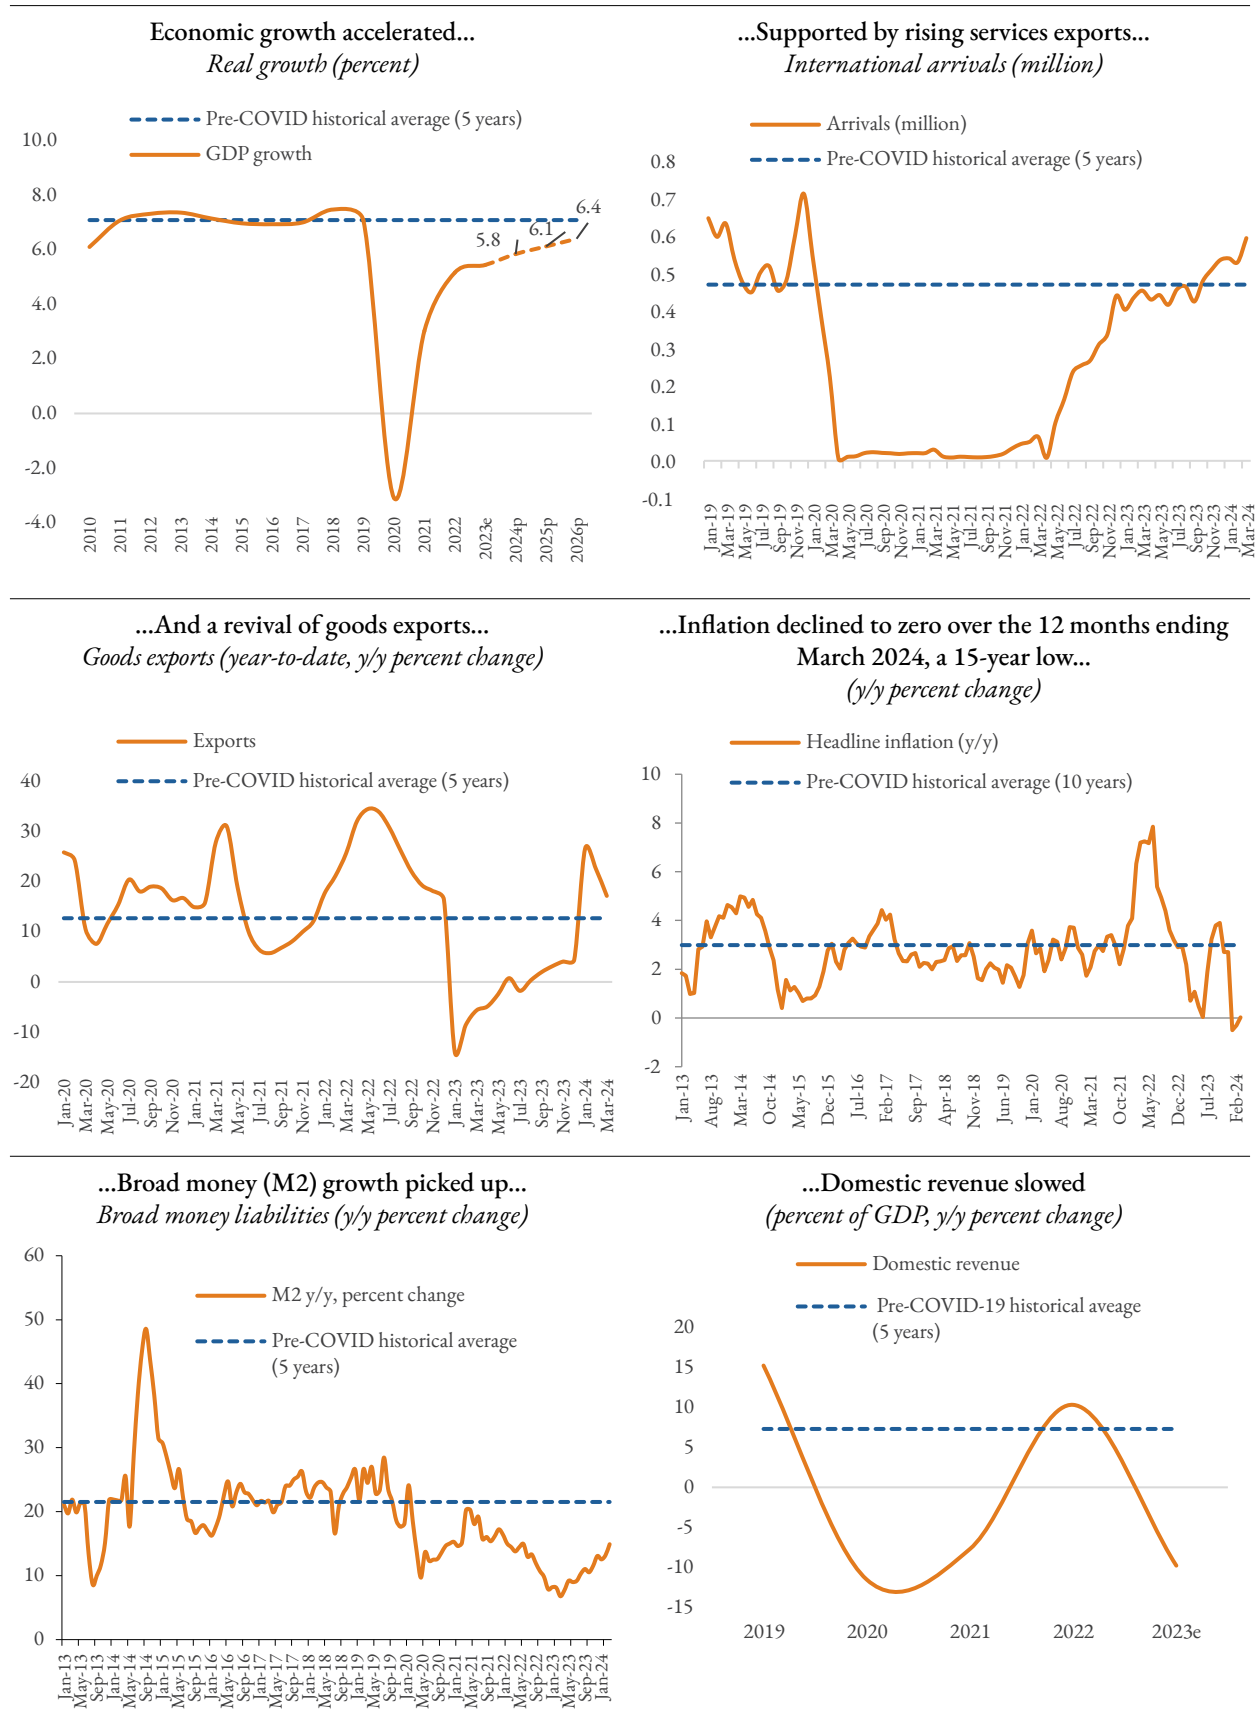 Economic growth accelerated...
Real growth (percent)
Pre-COVID historical average (5 years)
GDP growth
10.0
8.0
6.0
4.0
2.0
0.0
-2.0
-4.0
5.8
6.1
6.4
2010
2011
2012
2013
2014
2015
2016
2017
2018
2019
2020
2021
2022
2023e
2024p
2025p
2026p
...Supported by rising services exports...
International arrivals (million)
Arrivals (million)
Pre-COVID historical average (5 years)
0.8
0.7
0.6
0.5
0.4
0.3
0.2
0.1
0.0
-0.1
Jan-19
Mar-19
May-19
Jul-19
Sep-19
Nov-19
Jan-20
Mar-20
May-20
Jul-20
Sep-20
Nov-20
Jan-21
Mar-21
May-21
Jul-21
Sep-21
Nov-21
Jan-22
Mar-22
May-22
Jul-22
Sep-22
Nov-22
Jan-23
Mar-23
May-23
Jul-23
Sep-23
Nov-23
Jan-24
Mar-24
...And a revival of goods exports...
Goods exports (year-to-date, y/y percent change)
Exports
Pre-COVID historical average (5 years)
40
30
20
10
0
-10
-20
Jan-20
Mar-20
May-20
Jul-20
Sep-20
Nov-20
Jan-21
Mar-21
May-21
Jul-21
Sep-21
Nov-21
Jan-22
Mar-22
May-22
Jul-22
Sep-22
Nov-22
Jan-23
Mar-23
May-23
Jul-23
Sep-23
Nov-23
Jan-24
Mar-24
...Inflation declined to zero over the 12 months ending
March 2024, a 15-year low...
(y/y percent change)
Headline inflation (y/y)
Pre-COVID historical average (10 years)
10
8
6
4
2
0
-2
Jan-13
Aug-13
Mar-14
Oct-14
May-15
Dec-15
Jul-16
Feb-17
Sep-17
Apr-18
Nov-18
Jun-19
Jan-20
Aug-20
Mar-21
Oct-21
May-22
Dec-22
Jul-23
Feb-24
...Broad money (M2) growth picked up...
Broad money liabilities (y/y percent change)
M2 y/y, percent change
Pre-COVID historical average
(5 years)
60
50
40
30
20
10
0
Jan-13
May-13
Sep-13
Jan-14
May-14
Sep-14
Jan-15
May-15
Sep-15
Jan-16
May-16
Sep-16
Jan-17
May-17
Sep-17
Jan-18
May-18
Sep-18
Jan-19
May-19
Sep-19
Jan-20
May-20
Sep-20
Jan-21
May-21
Sep-21
Jan-22
May-22
Sep-22
Jan-23
May-23
Sep-23
Jan-24
...Domestic revenue slowed
(percent of GDP, y/y percent change)
Domestic revenue
Pre-COVID-19 historical aveage
(5 years)
20
15
10
5
0
-5
-10
-15
2019
2020
2021
2022
2023e